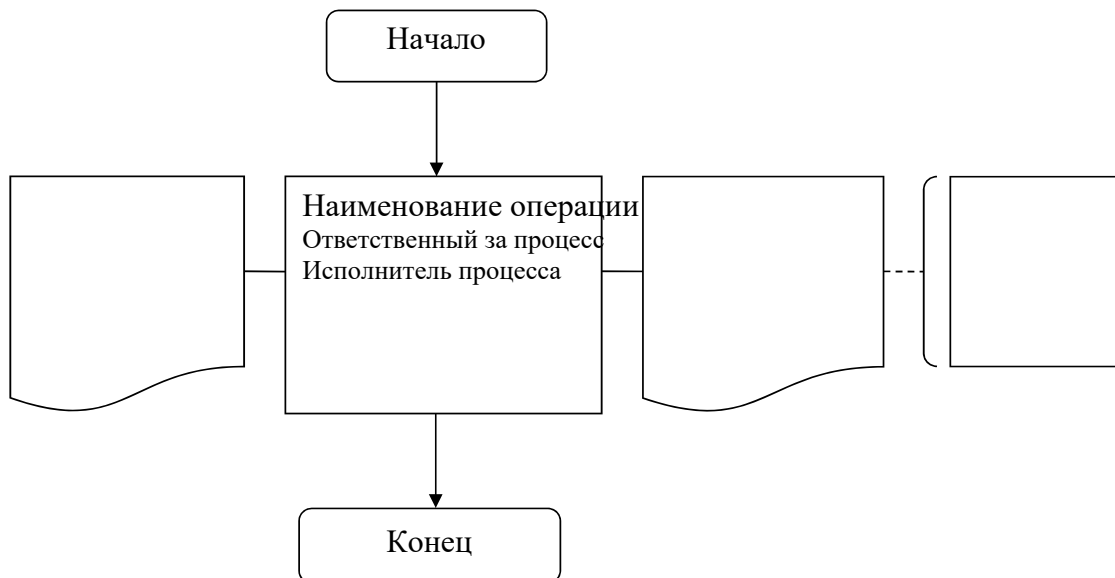 Начало
Наименование операции
Ответственный за процесс
Исполнитель процесса
Конец